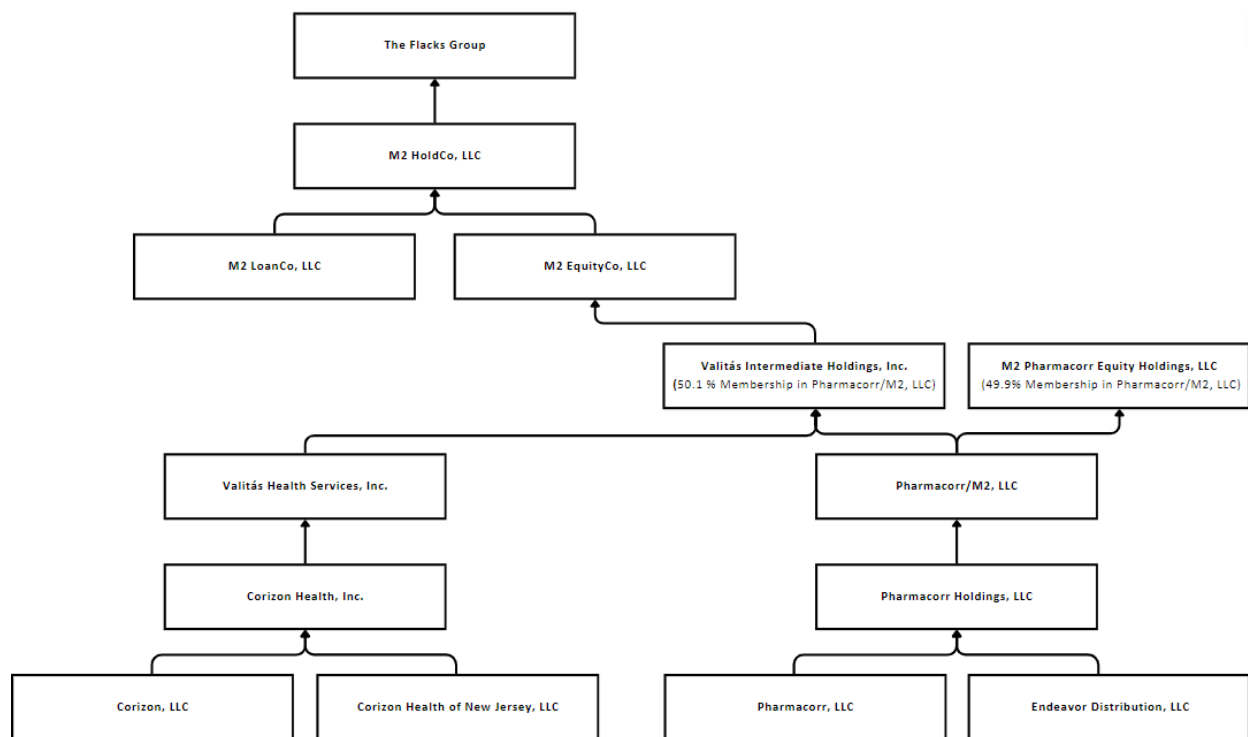 The Flacks Group
M2 HoldCo, LLC
M2 LoanCo, LLC
M2 EquityCo, LLC
Valitás Intermediate Holdings, Inc.
(50.1 % Membership in Pharmacorr/M2, LLC)
M2 Pharmacorr Equity Holdings, LLC
(49.9% Membership in Pharmacorr/M2, LLC)
Valitás Health Services, Inc.
Pharmacorr/M2, LLC
Corizon Health, Inc.
Pharmacorr Holdings, LLC
Corizon, LLC
Corizon Health of New Jersey, LLC
Pharmacorr, LLC
Endeavor Distribution, LLC